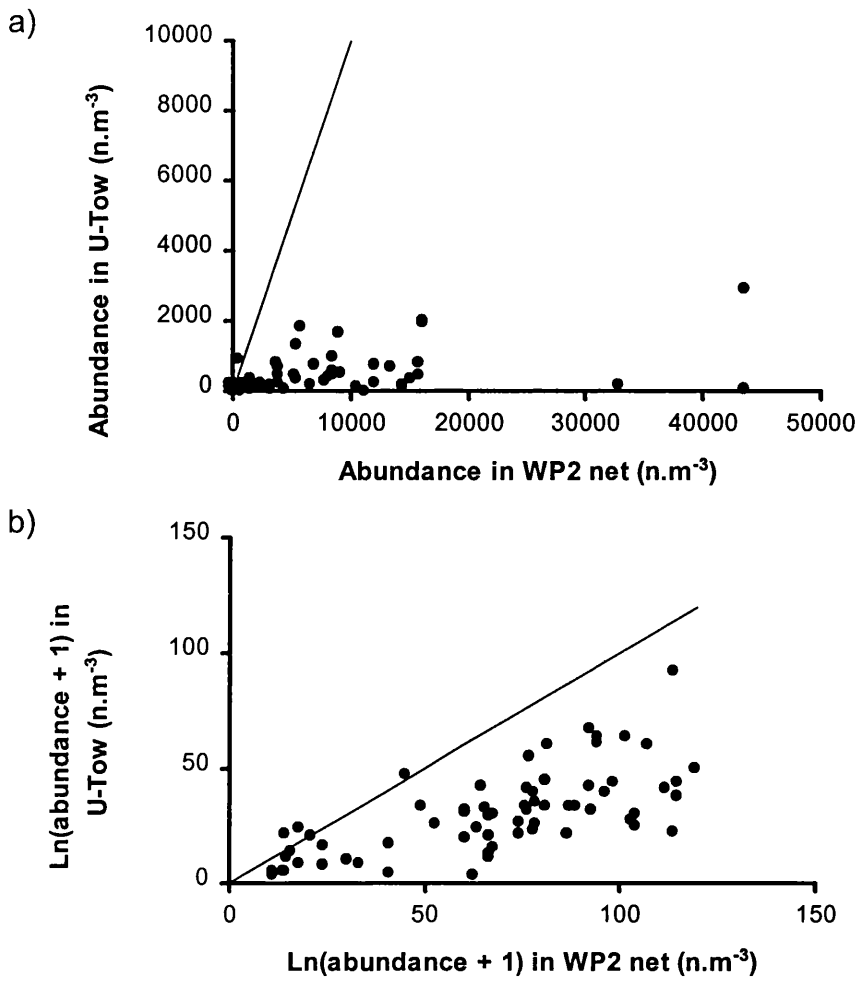 a)
Abundance in U-Tow (n.m⁻³)
10000
8000
6000
4000
2000
0
0 10000 20000 30000 40000 50000
Abundance in WP2 net (n.m⁻³)
b)
Ln(abundance + 1) in
U-Tow (n.m⁻³)
150
100
50
0
0 50 100 150
Ln(abundance + 1) in WP2 net (n.m⁻³)